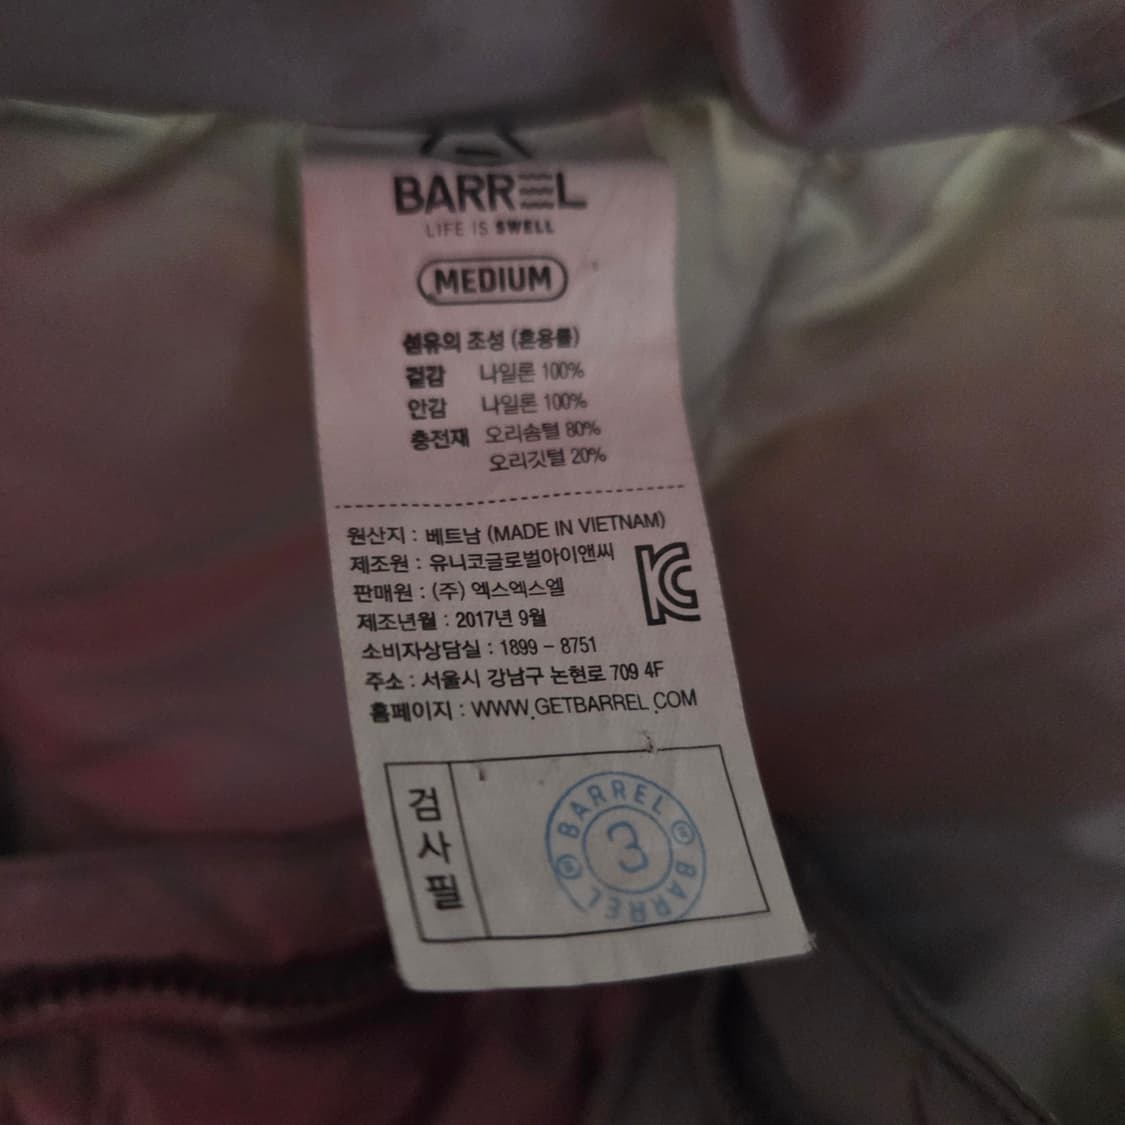 BARREL
LIFE IS SWELL
MEDIUM
섬유의 조성 (혼용률)
겉감 나일론 100%
안감 나일론 100%
충전재 오리솜털 80%
오리깃털 20%
원산지 : 베트남 (MADE IN VIETNAM)
제조원 : 유니코글로벌아이앤씨
판매원 : (주) 엑스엑스엘
제조년월 : 2017년 9월
소비자상담실 : 1899 - 8751
주소 : 서울시 강남구 논현로 709 4F
홈페이지 : WWW.GETBARREL.COM
검사필
BARREL
3
BARREL